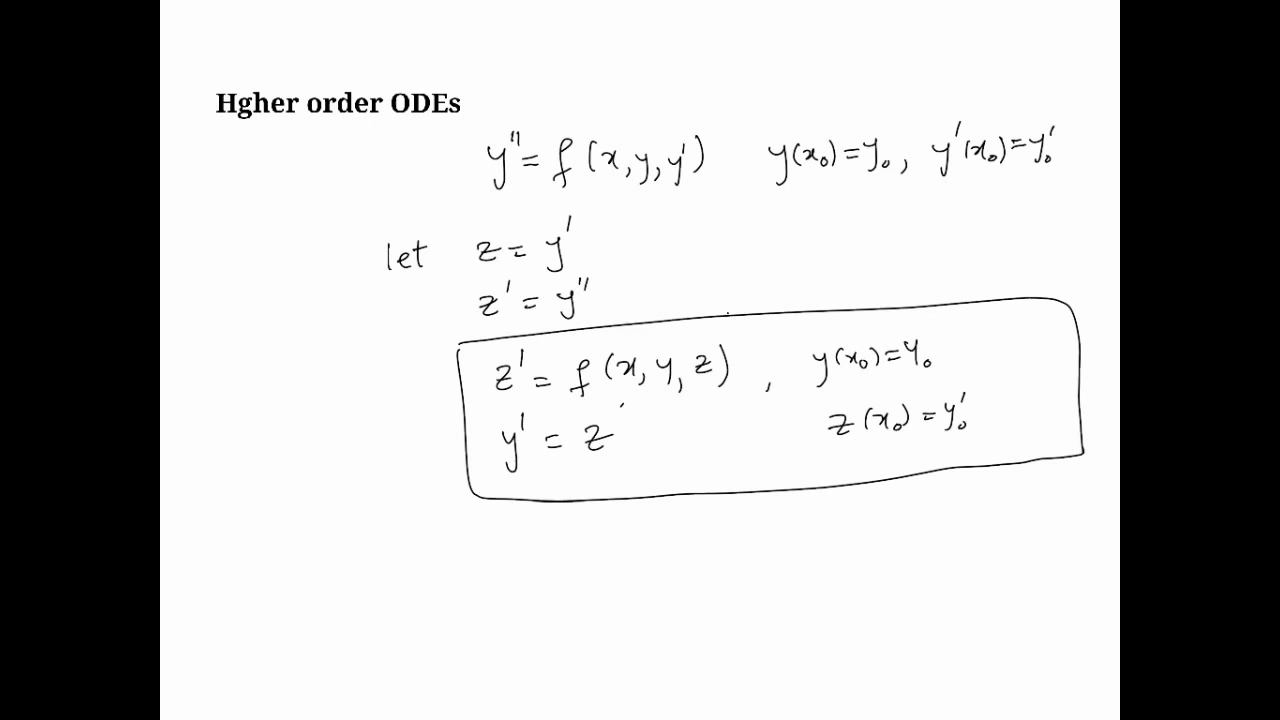 Hgher order ODEs
y'' = f(x, y, y')   y(x₀) = y₀, y'(x₀) = y₀'
let z = y'
z' = y''
z' = f(x, y, z) , y(x₀) = y₀
y' = z   z(x₀) = y₀'